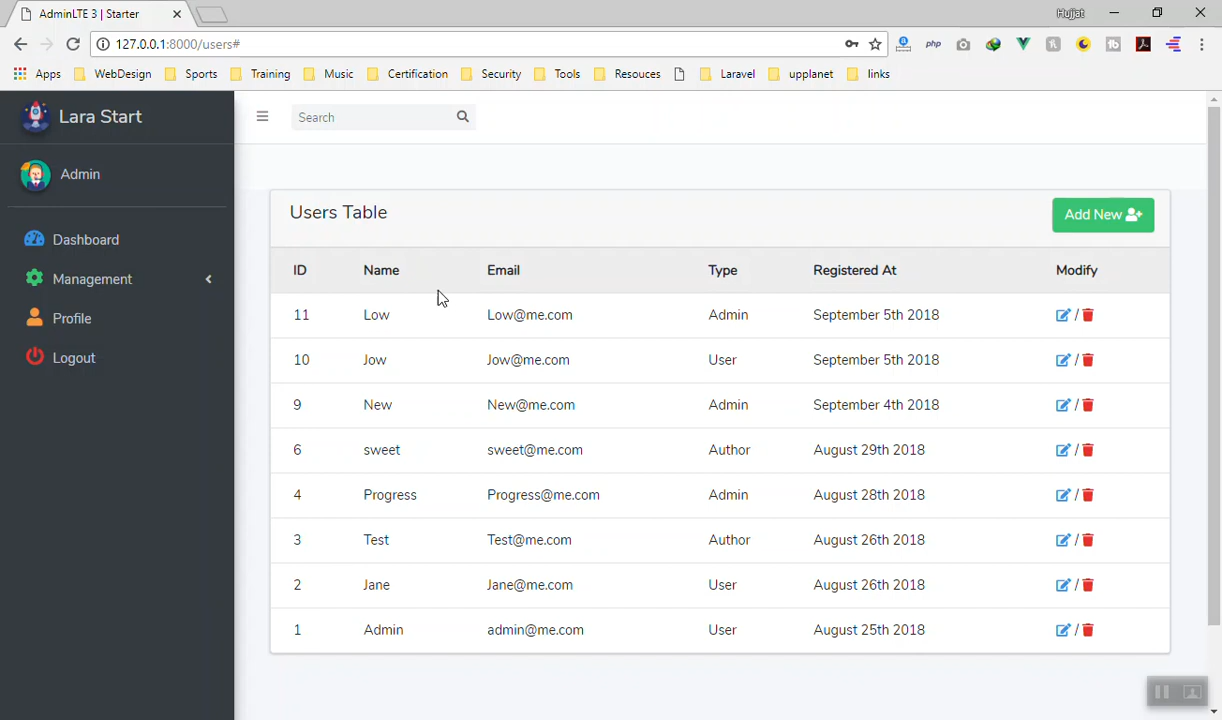 AdminLTE 3 | Starter
Hujjat
127.0.0.1:8000/users#
php
Apps WebDesign Sports Training Music Certification Security Tools Resouces Laravel upplanet links
Lara Start
Search
Admin
Dashboard
Management
Profile
Logout
Users Table
Add New
ID Name Email Type Registered At Modify
11 Low Low@me.com Admin September 5th 2018 /
10 Jow Jow@me.com User September 5th 2018 /
9 New New@me.com Admin September 4th 2018 /
6 sweet sweet@me.com Author August 29th 2018 /
4 Progress Progress@me.com Admin August 28th 2018 /
3 Test Test@me.com Author August 26th 2018 /
2 Jane Jane@me.com User August 26th 2018 /
1 Admin admin@me.com User August 25th 2018 /